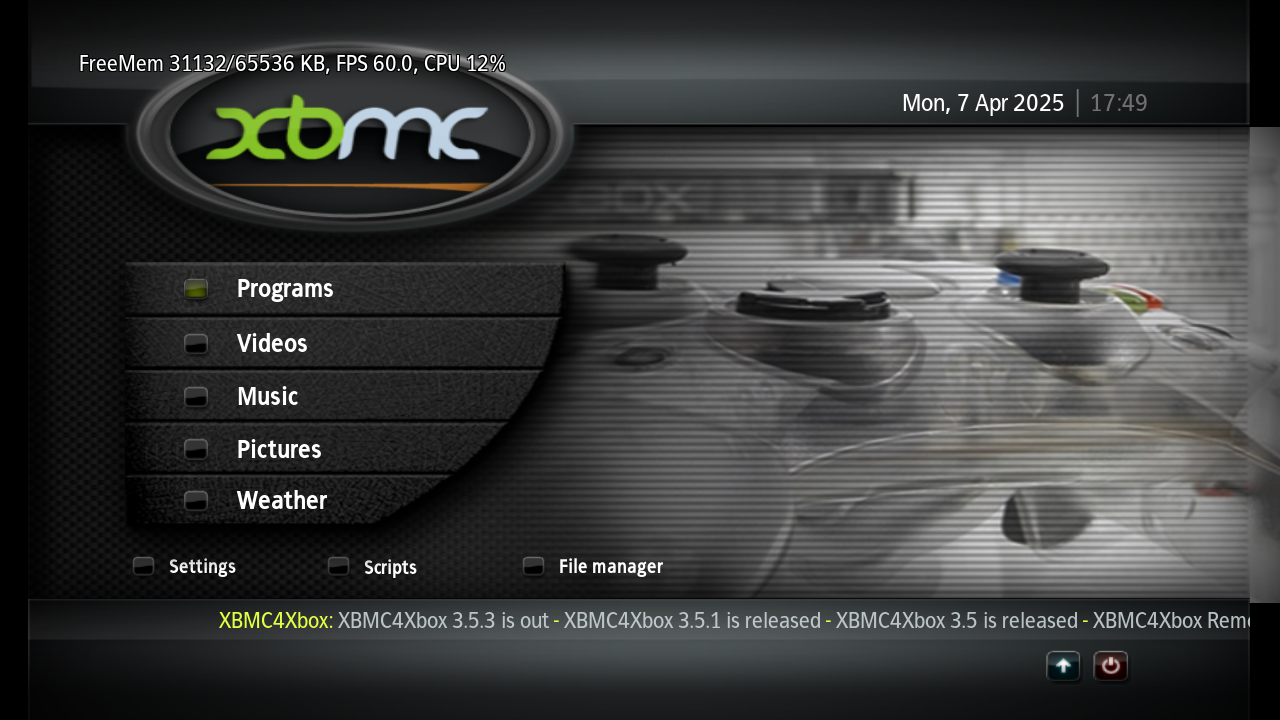 FreeMem 31132/65536 KB, FPS 60.0, CPU 12%
xbmc
Mon, 7 Apr 2025 | 17:49
Programs
Videos
Music
Pictures
Weather
Settings
Scripts
File manager
XBMC4Xbox: XBMC4Xbox 3.5.3 is out - XBMC4Xbox 3.5.1 is released - XBMC4Xbox 3.5 is released - XBMC4Xbox